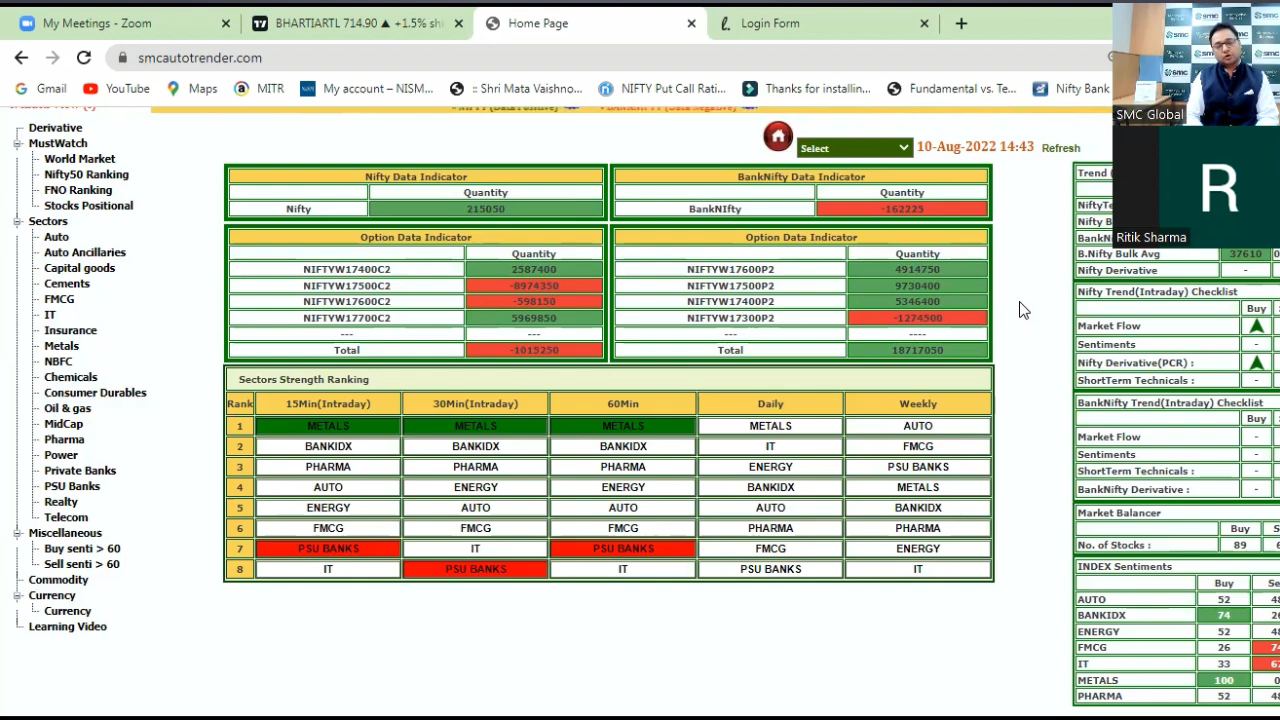 My Meetings - Zoom
BHARTIARTL 714.90 ▲ +1.5%
Home Page
Login Form
smcautotrender.com
Gmail
YouTube
Maps
MITR
My account – NISM...
:: Shri Mata Vaishno...
NIFTY Put Call Rati...
Thanks for installin...
Fundamental vs. Te...
Nifty Bank
SMC Global
R
Ritik Sharma
Derivative
MustWatch
World Market
Nifty50 Ranking
FNO Ranking
Stocks Positional
Sectors
Auto
Auto Ancillaries
Capital goods
Cements
FMCG
IT
Insurance
Metals
NBFC
Chemicals
Consumer Durables
Oil & gas
MidCap
Pharma
Power
Private Banks
PSU Banks
Realty
Telecom
Miscellaneous
Buy senti > 60
Sell senti > 60
Commodity
Currency
Currency
Learning Video
Select
10-Aug-2022 14:43 Refresh
Nifty Data Indicator
Quantity
Nifty 215050
BankNifty Data Indicator
Quantity
BankNIfty -162225
Option Data Indicator
Quantity
NIFTYW17400C2 2587400
NIFTYW17500C2 -8974350
NIFTYW17600C2 -598150
NIFTYW17700C2 5969850
--- ---
Total -1015250
Option Data Indicator
Quantity
NIFTYW17600P2 4914750
NIFTYW17500P2 9730400
NIFTYW17400P2 5346400
NIFTYW17300P2 -1274500
--- ----
Total 18717050
Sectors Strength Ranking
Rank 15Min(Intraday) 30Min(Intraday) 60Min Daily Weekly
1 METALS METALS METALS METALS AUTO
2 BANKIDX BANKIDX BANKIDX IT FMCG
3 PHARMA PHARMA PHARMA ENERGY PSU BANKS
4 AUTO ENERGY ENERGY BANKIDX METALS
5 ENERGY AUTO AUTO AUTO BANKIDX
6 FMCG FMCG FMCG PHARMA PHARMA
7 PSU BANKS IT PSU BANKS FMCG ENERGY
8 IT PSU BANKS IT PSU BANKS IT
Trend (
NiftyTe
Nifty B
BankN
B.Nifty Bulk Avg 37610
Nifty Derivative -
Nifty Trend(Intraday) Checklist
Buy
Market Flow
Sentiments -
Nifty Derivative(PCR) :
ShortTerm Technicals : -
BankNifty Trend(Intraday) Checklist
Buy
Market Flow : -
Sentiments : -
ShortTerm Technicals : -
BankNifty Derivative : -
Market Balancer
Buy
No. of Stocks : 89
INDEX Sentiments
Buy Se
AUTO 52 48
BANKIDX 74 26
ENERGY 52 48
FMCG 26 74
IT 33
METALS 100 0
PHARMA 52 48